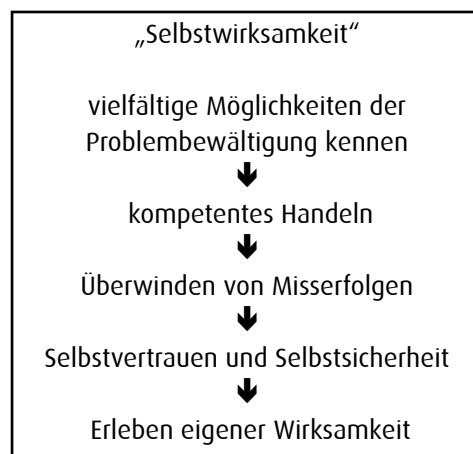 „Selbstwirksamkeit“
vielfältige Möglichkeiten der
Problembewältigung kennen
🡻
kompetentes Handeln
🡻
Überwinden von Misserfolgen
🡻
Selbstvertrauen und Selbstsicherheit
🡻
Erleben eigener Wirksamkeit